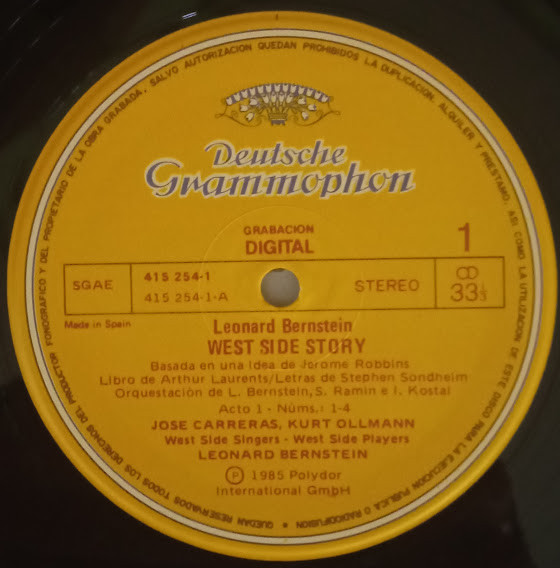 QUEDAN RESERVADOS TODOS LOS DERECHOS DEL PRODUCTOR FONOGRAFICO Y DEL PROPIETARIO DE LA OBRA GRABADA. SALVO AUTORIZACION QUEDAN PROHIBIDOS LA DUPLICACION, ALQUILER Y PRESTAMO, ASI COMO LA UTILIZACION DE ESTE DISCO PARA LA EJECUCION PUBLICA O RADIODIFUSION
Deutsche
Grammophon
GRABACION
DIGITAL
1
SGAE
415 254-1
415 254-1-A
STEREO
33⅓
Made in Spain
Leonard Bernstein
WEST SIDE STORY
Basada en una idea de Jerome Robbins
Libro de Arthur Laurents/Letras de Stephen Sondheim
Orquestación de L. Bernstein, S. Ramin e I. Kostal
Acto 1 - Núms.: 1-4
JOSE CARRERAS, KURT OLLMANN
West Side Singers - West Side Players
LEONARD BERNSTEIN
Ⓟ 1985 Polydor
International GmbH